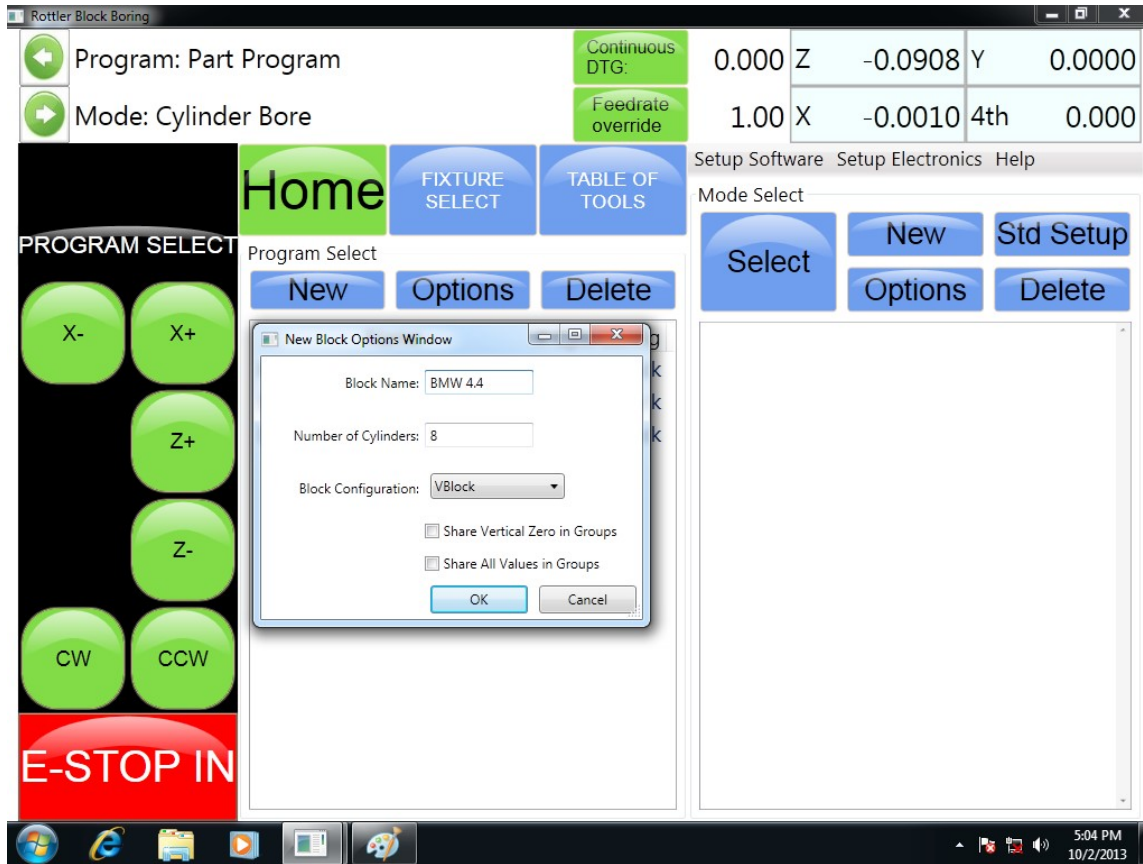 Rottler Block Boring
Program: Part Program
Continuous DTG:
0.000
Z -0.0908
Y 0.0000
Mode: Cylinder Bore
Feedrate override
1.00
X -0.0010
4th 0.000
PROGRAM SELECT
X-
X+
Z+
Z-
CW
CCW
E-STOP IN
Home
FIXTURE SELECT
TABLE OF TOOLS
Program Select
New
Options
Delete
g
k
k
k
New Block Options Window
Block Name: BMW 4.4
Number of Cylinders: 8
Block Configuration: VBlock
Share Vertical Zero in Groups
Share All Values in Groups
OK
Cancel
Setup Software Setup Electronics Help
Mode Select
Select
New
Std Setup
Options
Delete
5:04 PM
10/2/2013